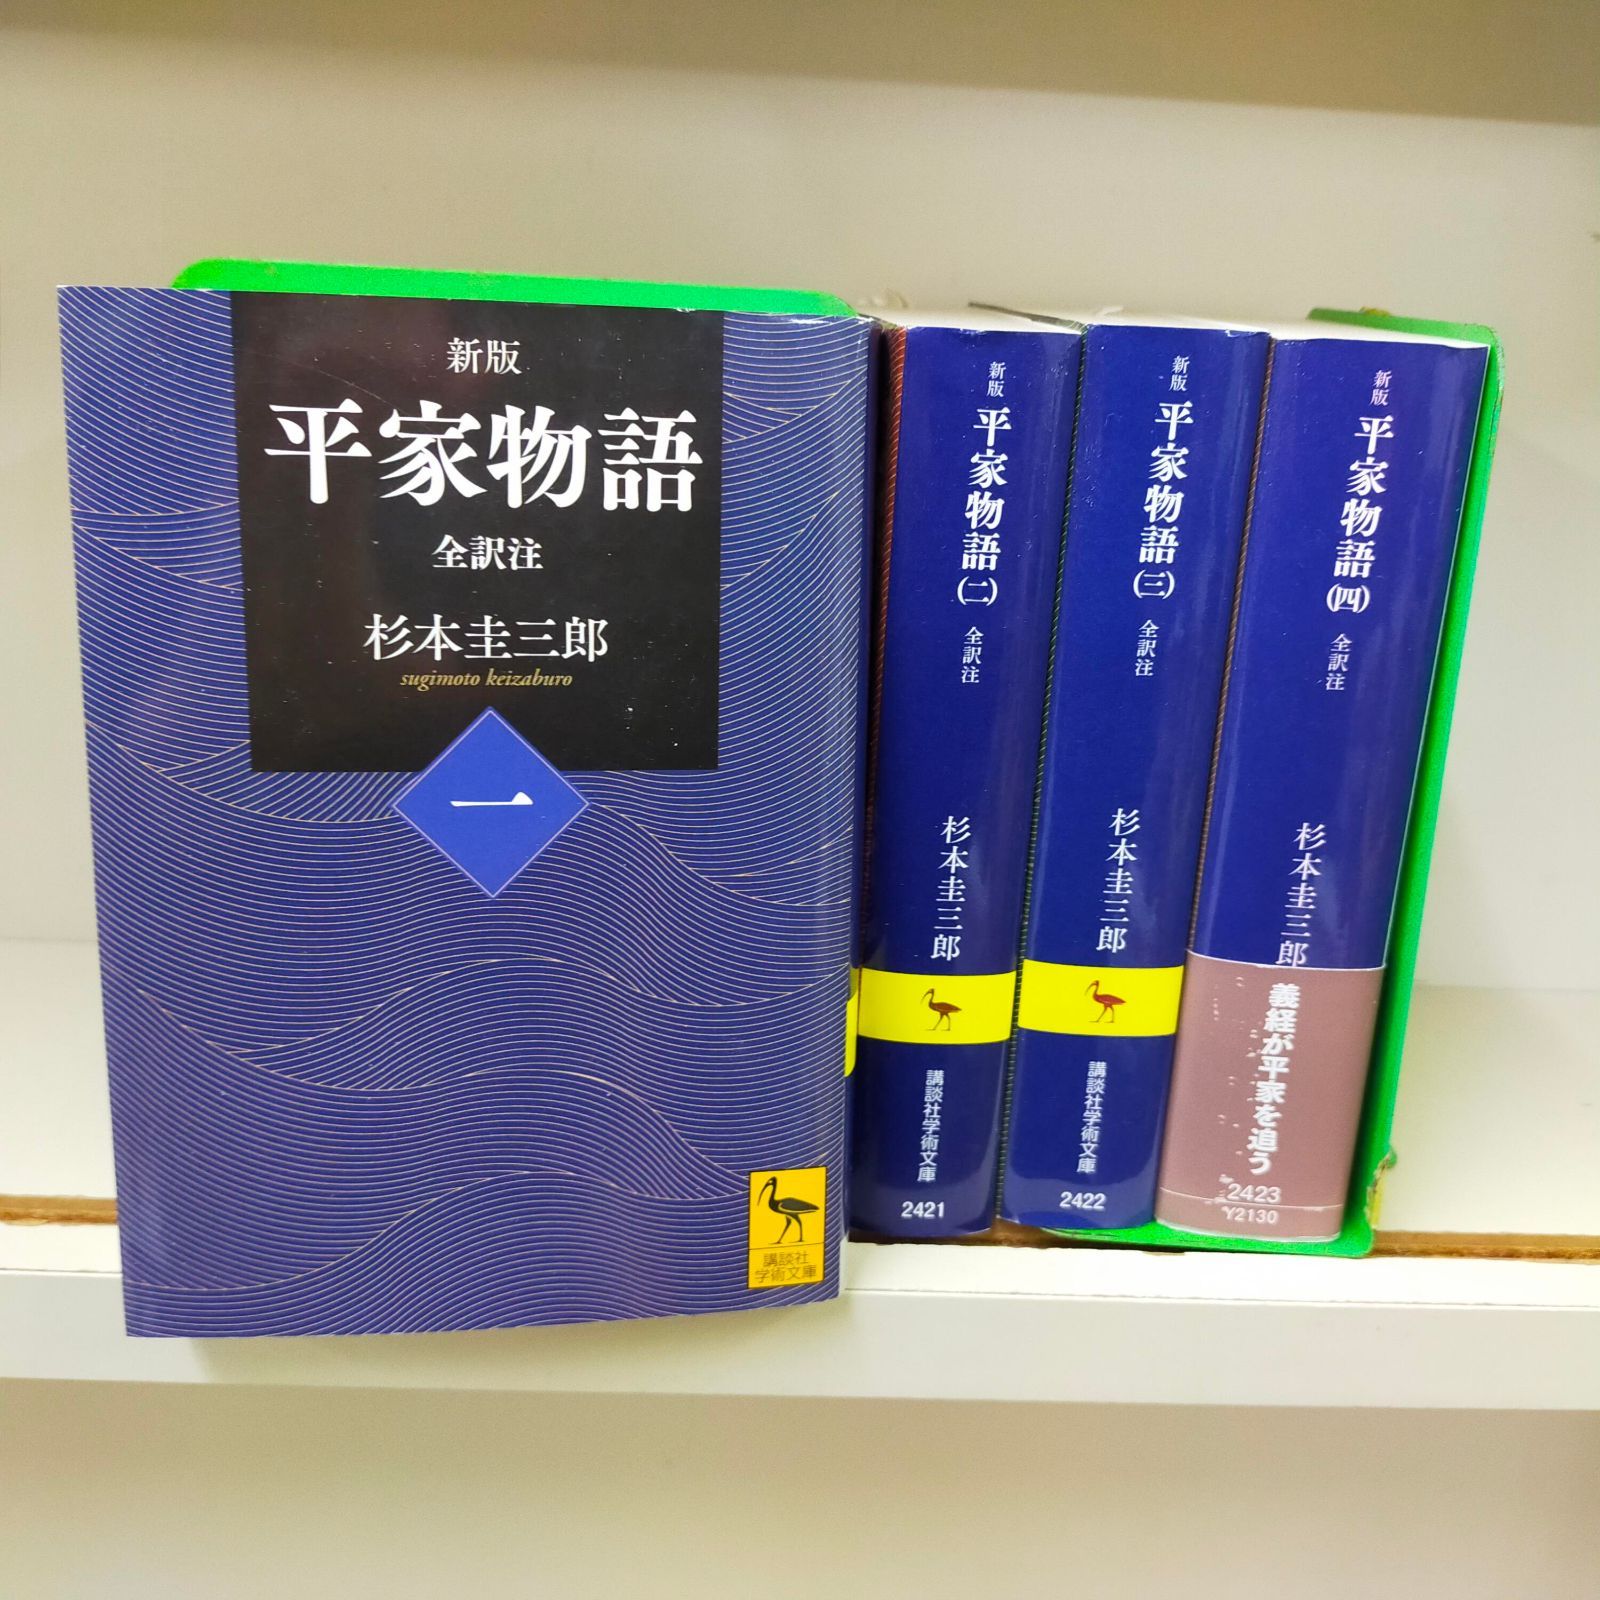 新版
平家物語
全訳注
杉本圭三郎
sugimoto keizaburo
一
講談社
学術文庫
新版 平家物語(二) 全訳注
杉本圭三郎
講談社学術文庫
2421
新版 平家物語(三) 全訳注
杉本圭三郎
講談社学術文庫
2422
新版 平家物語(四) 全訳注
杉本圭三郎
義経が平家を追う
2423
Y2130